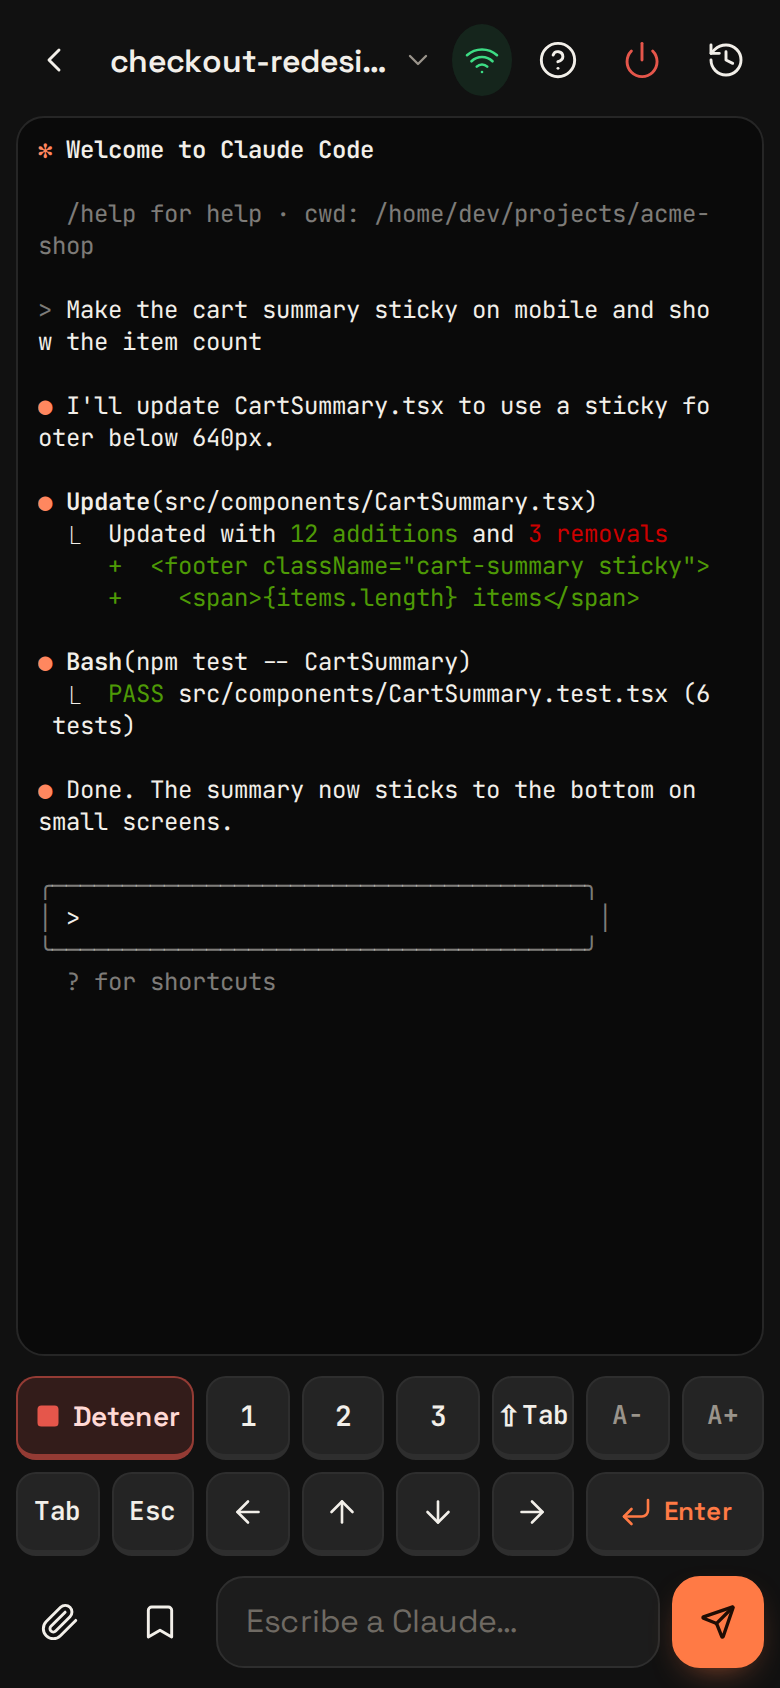 checkout-redesi...
✻ Welcome to Claude Code
/help for help · cwd: /home/dev/projects/acme-
shop
> Make the cart summary sticky on mobile and sho
w the item count
● I'll update CartSummary.tsx to use a sticky fo
oter below 640px.
● Update(src/components/CartSummary.tsx)
⎿  Updated with 12 additions and 3 removals
+  <footer className="cart-summary sticky">
+    <span>{items.length} items</span>
● Bash(npm test -- CartSummary)
⎿  PASS src/components/CartSummary.test.tsx (6
tests)
● Done. The summary now sticks to the bottom on
small screens.
>
? for shortcuts
Detener 1 2 3 ⇧Tab A- A+
Tab Esc ← ↑ ↓ → Enter
Escribe a Claude...